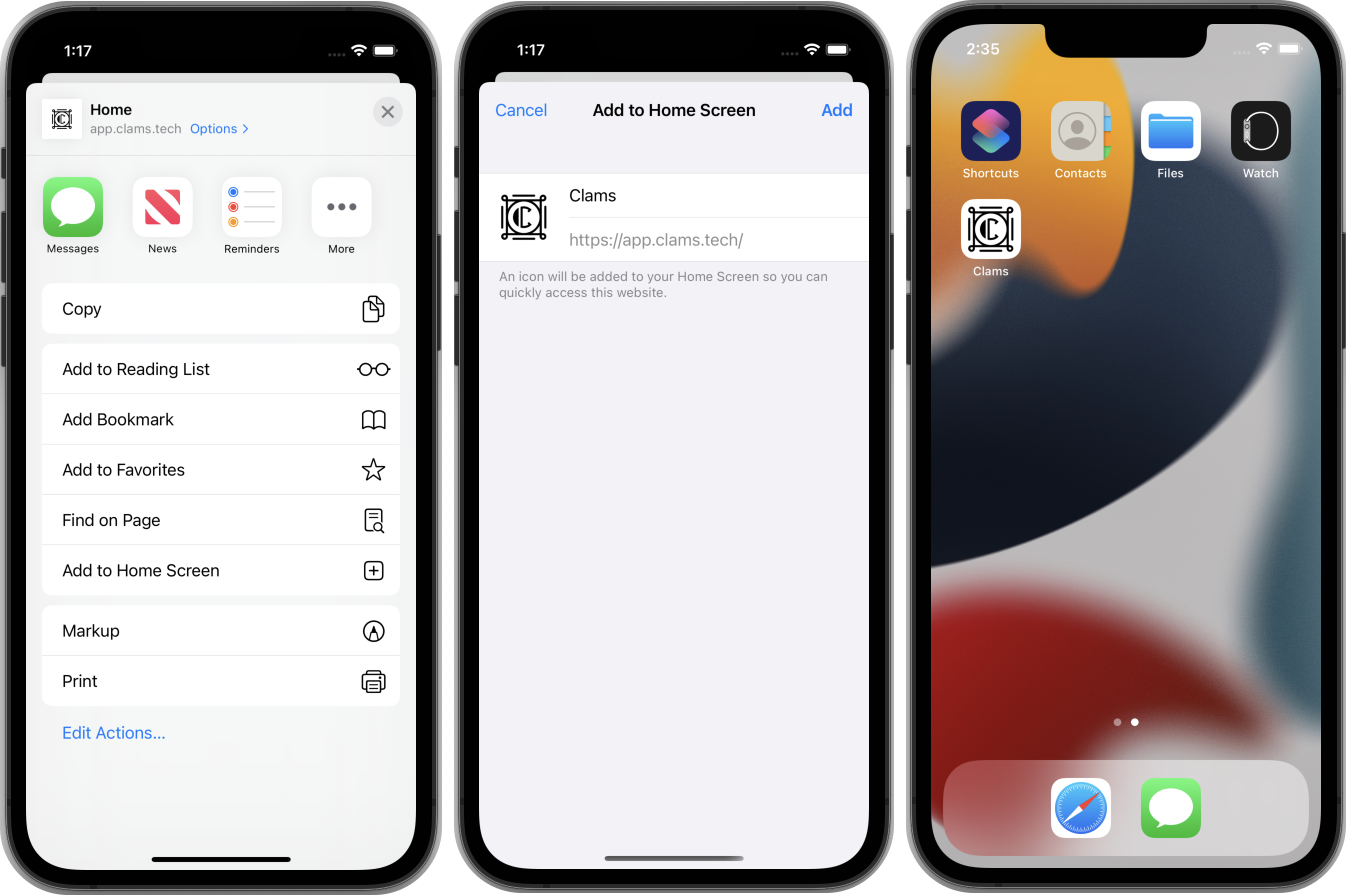 1:17
Home
app.clams.tech Options >
Messages
News
Reminders
More
Copy
Add to Reading List
Add Bookmark
Add to Favorites
Find on Page
Add to Home Screen
Markup
Print
Edit Actions...
1:17
Cancel
Add to Home Screen
Add
Clams
https://app.clams.tech/
An icon will be added to your Home Screen so you can
quickly access this website.
2:35
Shortcuts
Contacts
Files
Watch
Clams